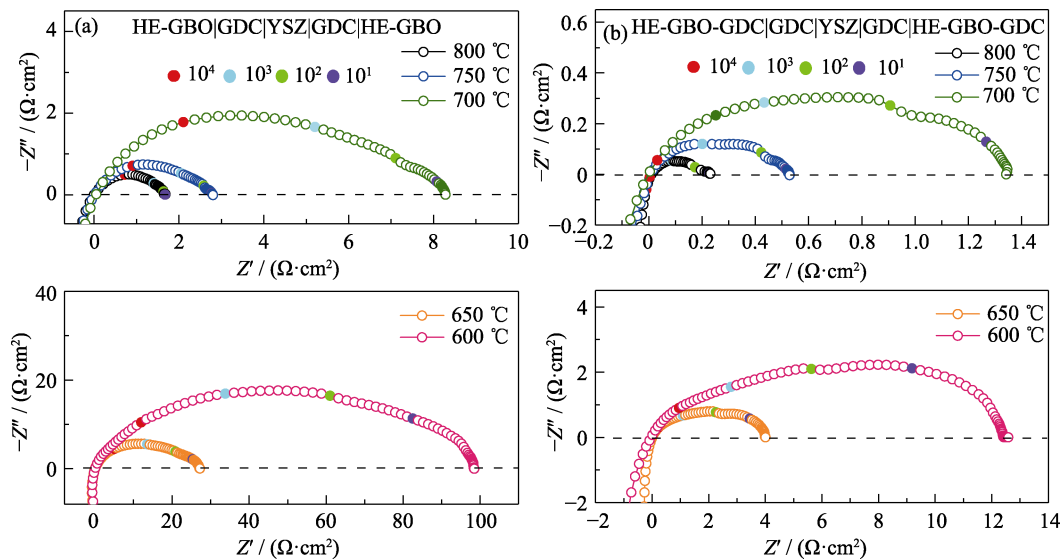 (a) HE-GBO|GDC|YSZ|GDC|HE-GBO
10⁴ 10³ 10² 10¹
800 ℃
750 ℃
700 ℃
−Z″ / (Ω·cm²)
4
2
0
0 2 4 6 8 10
Z′ / (Ω·cm²)
(b) HE-GBO-GDC|GDC|YSZ|GDC|HE-GBO-GDC
10⁴ 10³ 10² 10¹
800 ℃
750 ℃
700 ℃
−Z″ / (Ω·cm²)
0.6
0.4
0.2
0
−0.2
−0.2 0 0.2 0.4 0.6 0.8 1.0 1.2 1.4
Z′ / (Ω·cm²)
650 ℃
600 ℃
−Z″ / (Ω·cm²)
40
20
0
0 20 40 60 80 100
Z′ / (Ω·cm²)
650 ℃
600 ℃
−Z″ / (Ω·cm²)
4
2
0
−2
−2 0 2 4 6 8 10 12 14
Z′ / (Ω·cm²)